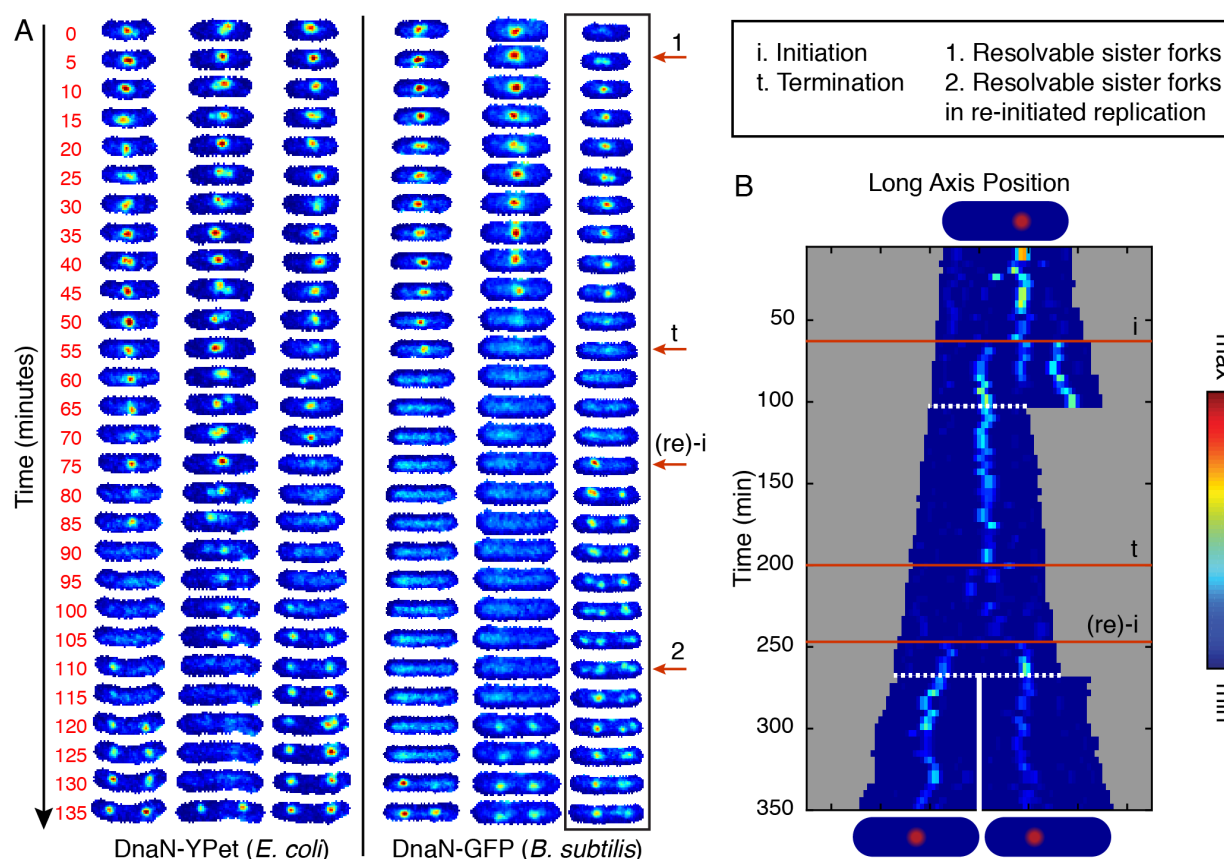 A
0
5
10
15
20
25
30
35
40
45
50
55
60
65
70
75
80
85
90
95
100
105
110
115
120
125
130
135
Time (minutes)
DnaN-YPet (E. coli)
DnaN-GFP (B. subtilis)
1
t
(re)-i
2
i. Initiation
t. Termination
1. Resolvable sister forks
2. Resolvable sister forks
in re-initiated replication
B
Long Axis Position
50
100
150
200
250
300
350
Time (min)
i
t
(re)-i
max
min